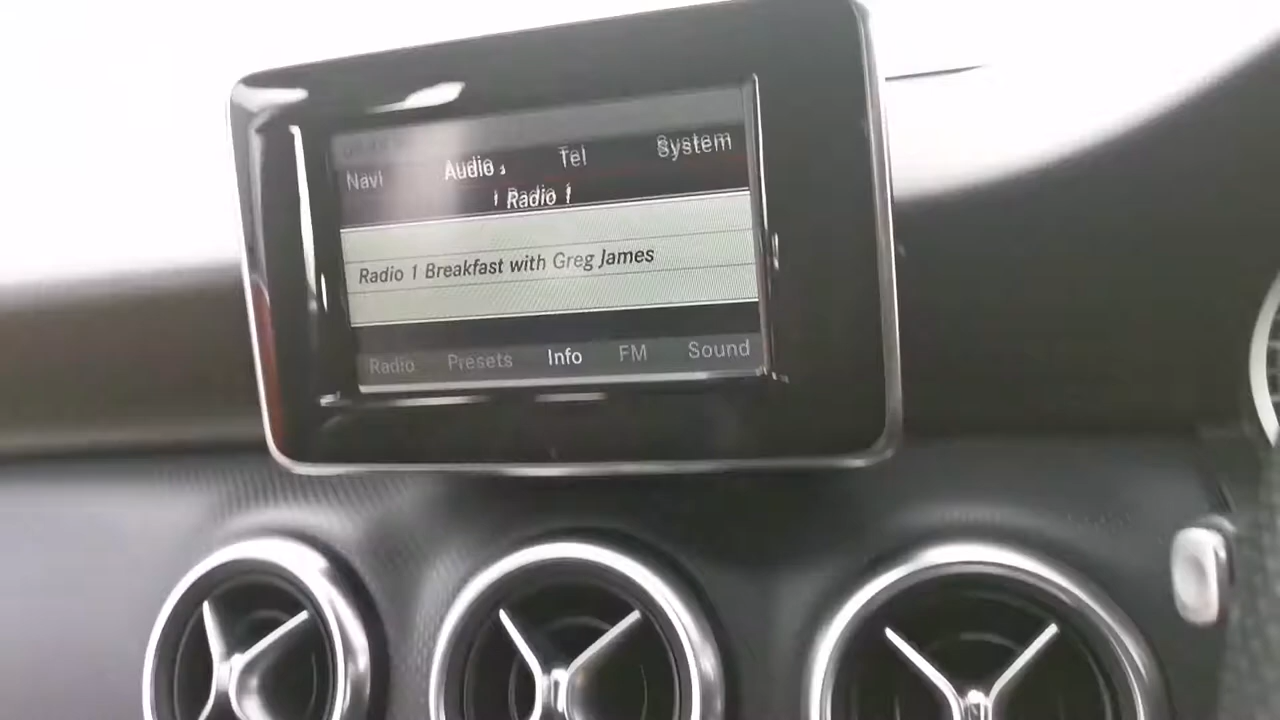 Navi Audio Tel System
Radio 1
Radio 1 Breakfast with Greg James
Radio Presets Info FM Sound